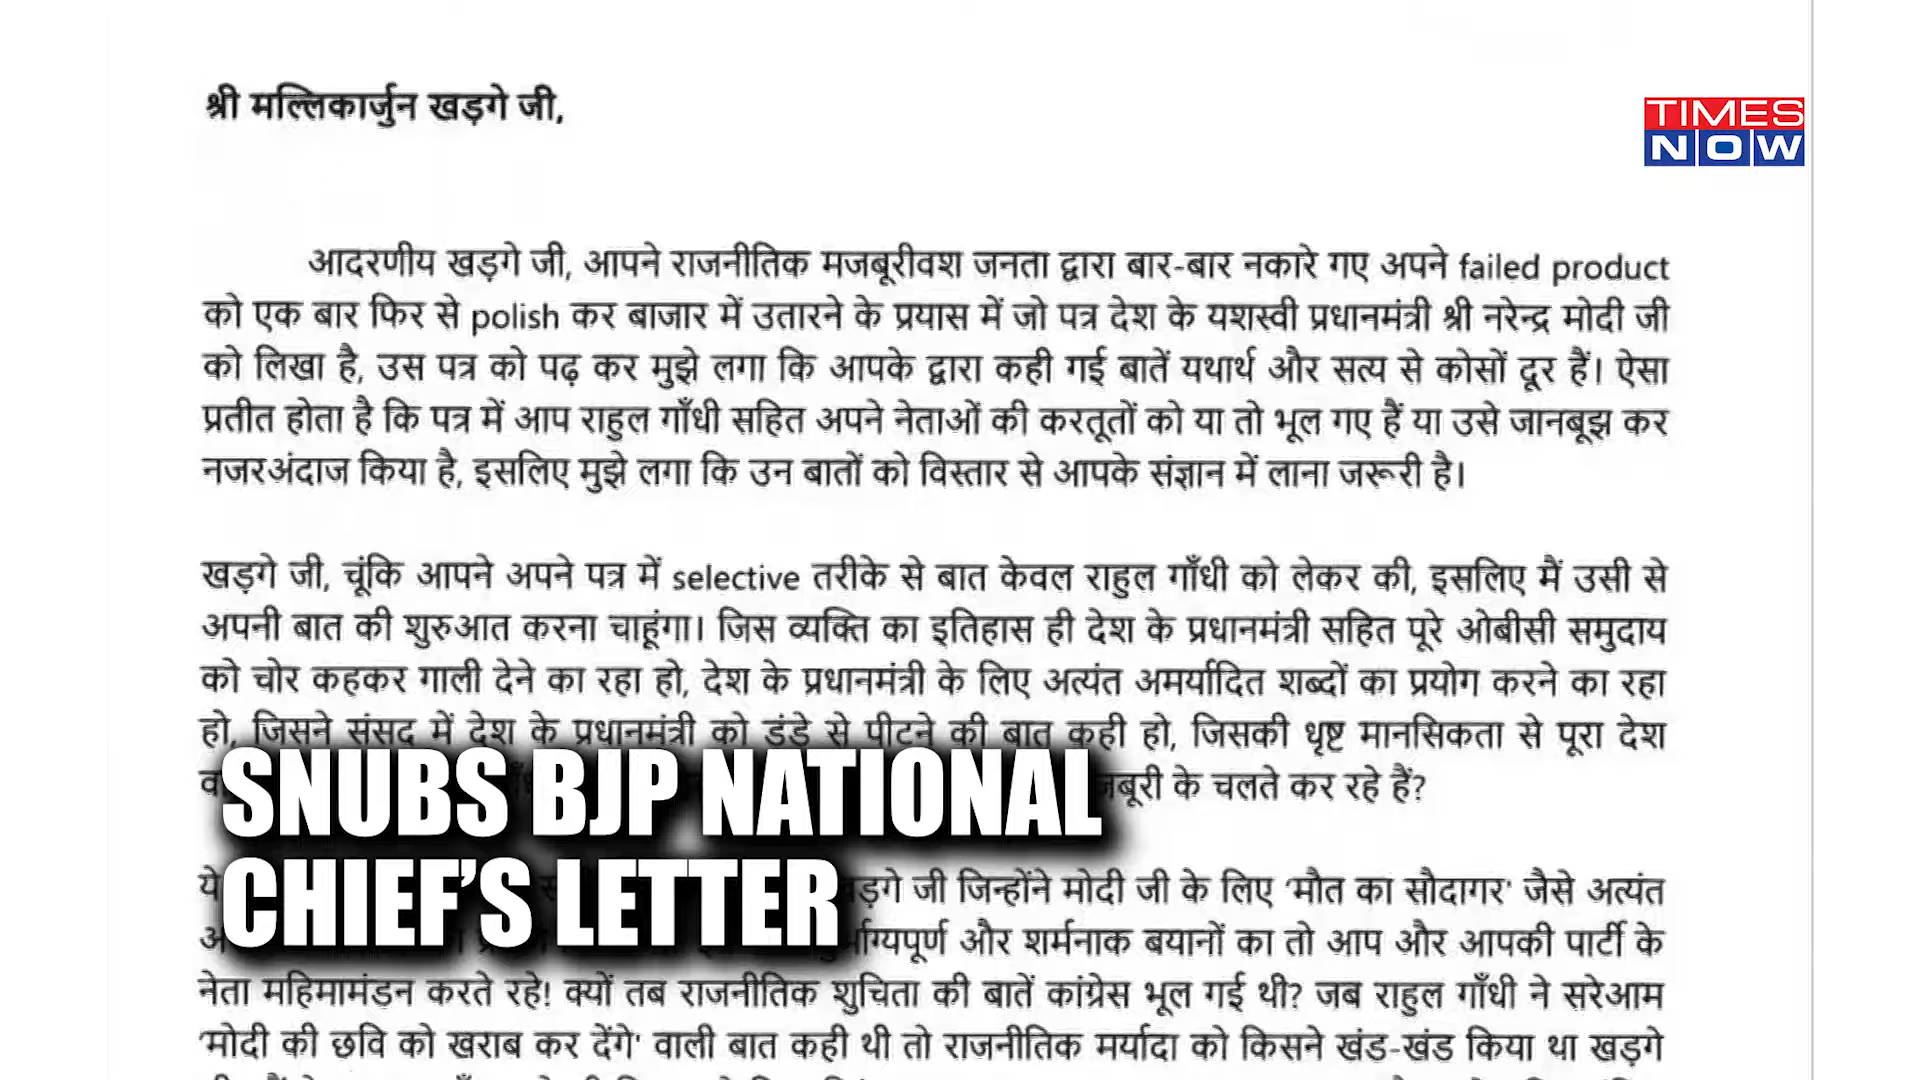 श्री मल्लिकार्जुन खड़गे जी,
TIMES
NOW
आदरणीय खड़गे जी, आपने राजनीतिक मजबूरीवश जनता द्वारा बार-बार नकारे गए अपने failed product
को एक बार फिर से polish कर बाजार में उतारने के प्रयास में जो पत्र देश के यशस्वी प्रधानमंत्री श्री नरेन्द्र मोदी जी
को लिखा है, उस पत्र को पढ़ कर मुझे लगा कि आपके द्वारा कही गई बातें यथार्थ और सत्य से कोसों दूर हैं। ऐसा
प्रतीत होता है कि पत्र में आप राहुल गाँधी सहित अपने नेताओं की करतूतों को या तो भूल गए हैं या उसे जानबूझ कर
नजरअंदाज किया है, इसलिए मुझे लगा कि उन बातों को विस्तार से आपके संज्ञान में लाना जरूरी है।
खड़गे जी, चूंकि आपने अपने पत्र में selective तरीके से बात केवल राहुल गाँधी को लेकर की, इसलिए मैं उसी से
अपनी बात की शुरुआत करना चाहूंगा। जिस व्यक्ति का इतिहास ही देश के प्रधानमंत्री सहित पूरे ओबीसी समुदाय
को चोर कहकर गाली देने का रहा हो, देश के प्रधानमंत्री के लिए अत्यंत अमर्यादित शब्दों का प्रयोग करने का रहा
हो, जिसने संसद में देश के प्रधानमंत्री को डंडे से पीटने की बात कही हो, जिसकी धृष्ट मानसिकता से पूरा देश
के चलते कर रहे हैं?
SNUBS BJP NATIONAL
CHIEF'S LETTER
जी जिन्होंने मोदी जी के लिए 'मौत का सौदागर' जैसे अत्यंत
और शर्मनाक बयानों का तो आप और आपकी पार्टी के
नेता महिमामंडन करते रहे! क्यों तब राजनीतिक शुचिता की बातें कांग्रेस भूल गई थी? जब राहुल गाँधी ने सरेआम
'मोदी की छवि को खराब कर देंगे' वाली बात कही थी तो राजनीतिक मर्यादा को किसने खंड-खंड किया था खड़गे